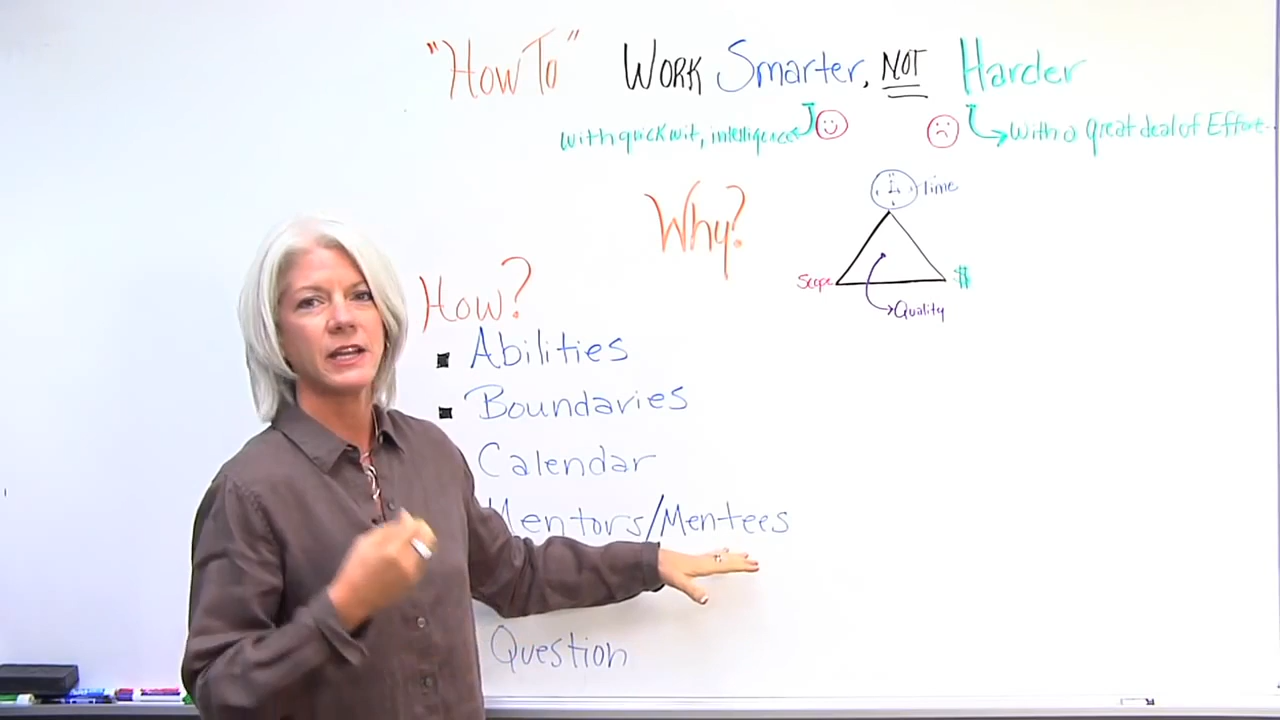 "How To" Work Smarter, NOT Harder
with quick wit, intelligence
With a Great deal of Effort..
Why?
time
Scope
$
Quality
How?
Abilities
Boundaries
Calendar
Mentors/Mentees
Question